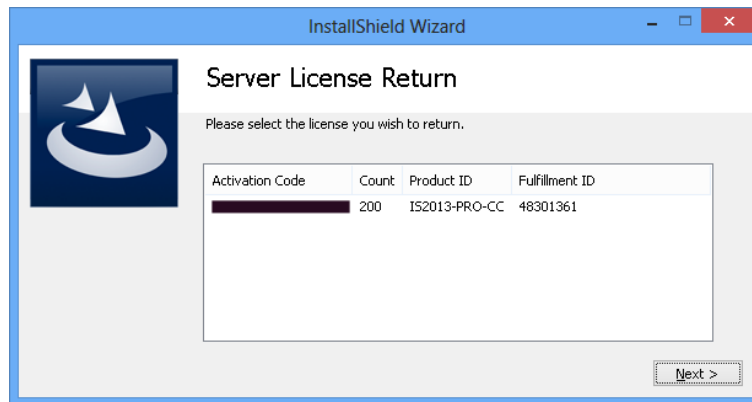 InstallShield Wizard
Server License Return
Please select the license you wish to return.
Activation Code Count Product ID Fulfillment ID
200 IS2013-PRO-CC 48301361
Next >